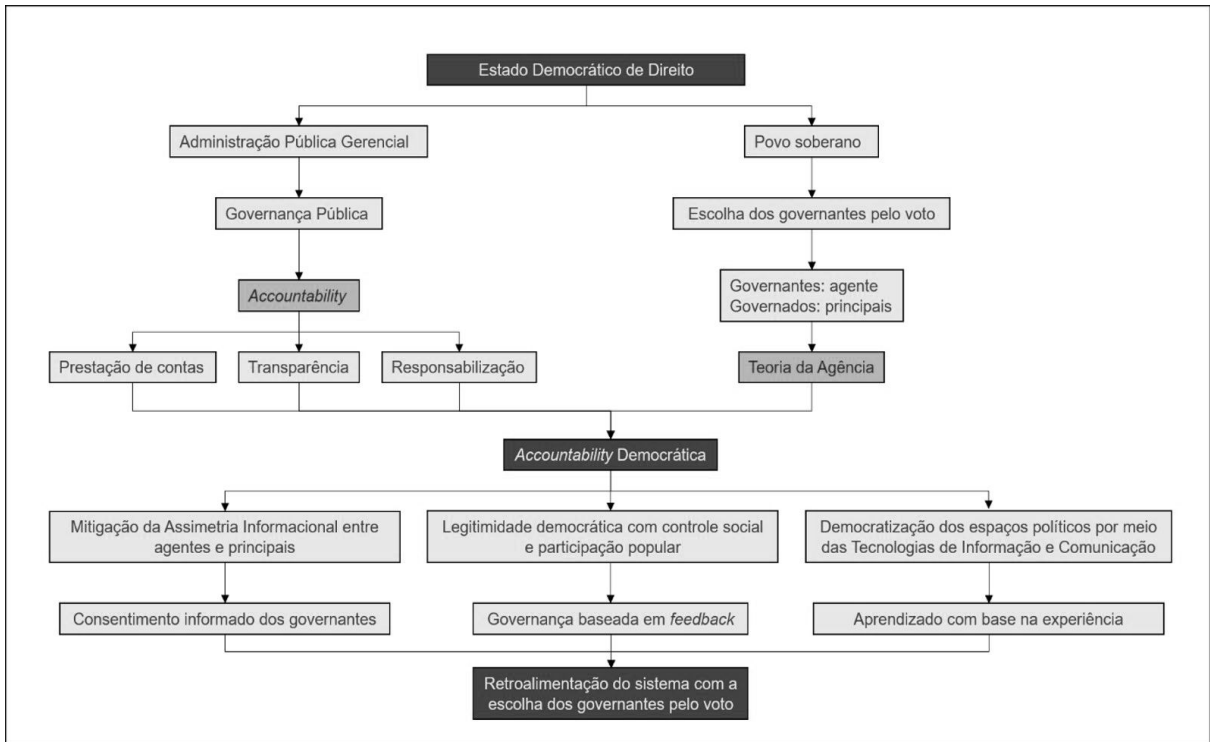 Estado Democrático de Direito
Administração Pública Gerencial
Povo soberano
Governança Pública
Escolha dos governantes pelo voto
Accountability
Governantes: agente
Governados: principais
Prestação de contas
Transparência
Responsabilização
Teoria da Agência
Accountability Democrática
Mitigação da Assimetria Informacional entre
agentes e principais
Legitimidade democrática com controle social
e participação popular
Democratização dos espaços políticos por meio
das Tecnologias de Informação e Comunicação
Consentimento informado dos governantes
Governança baseada em feedback
Aprendizado com base na experiência
Retroalimentação do sistema com a
escolha dos governantes pelo voto